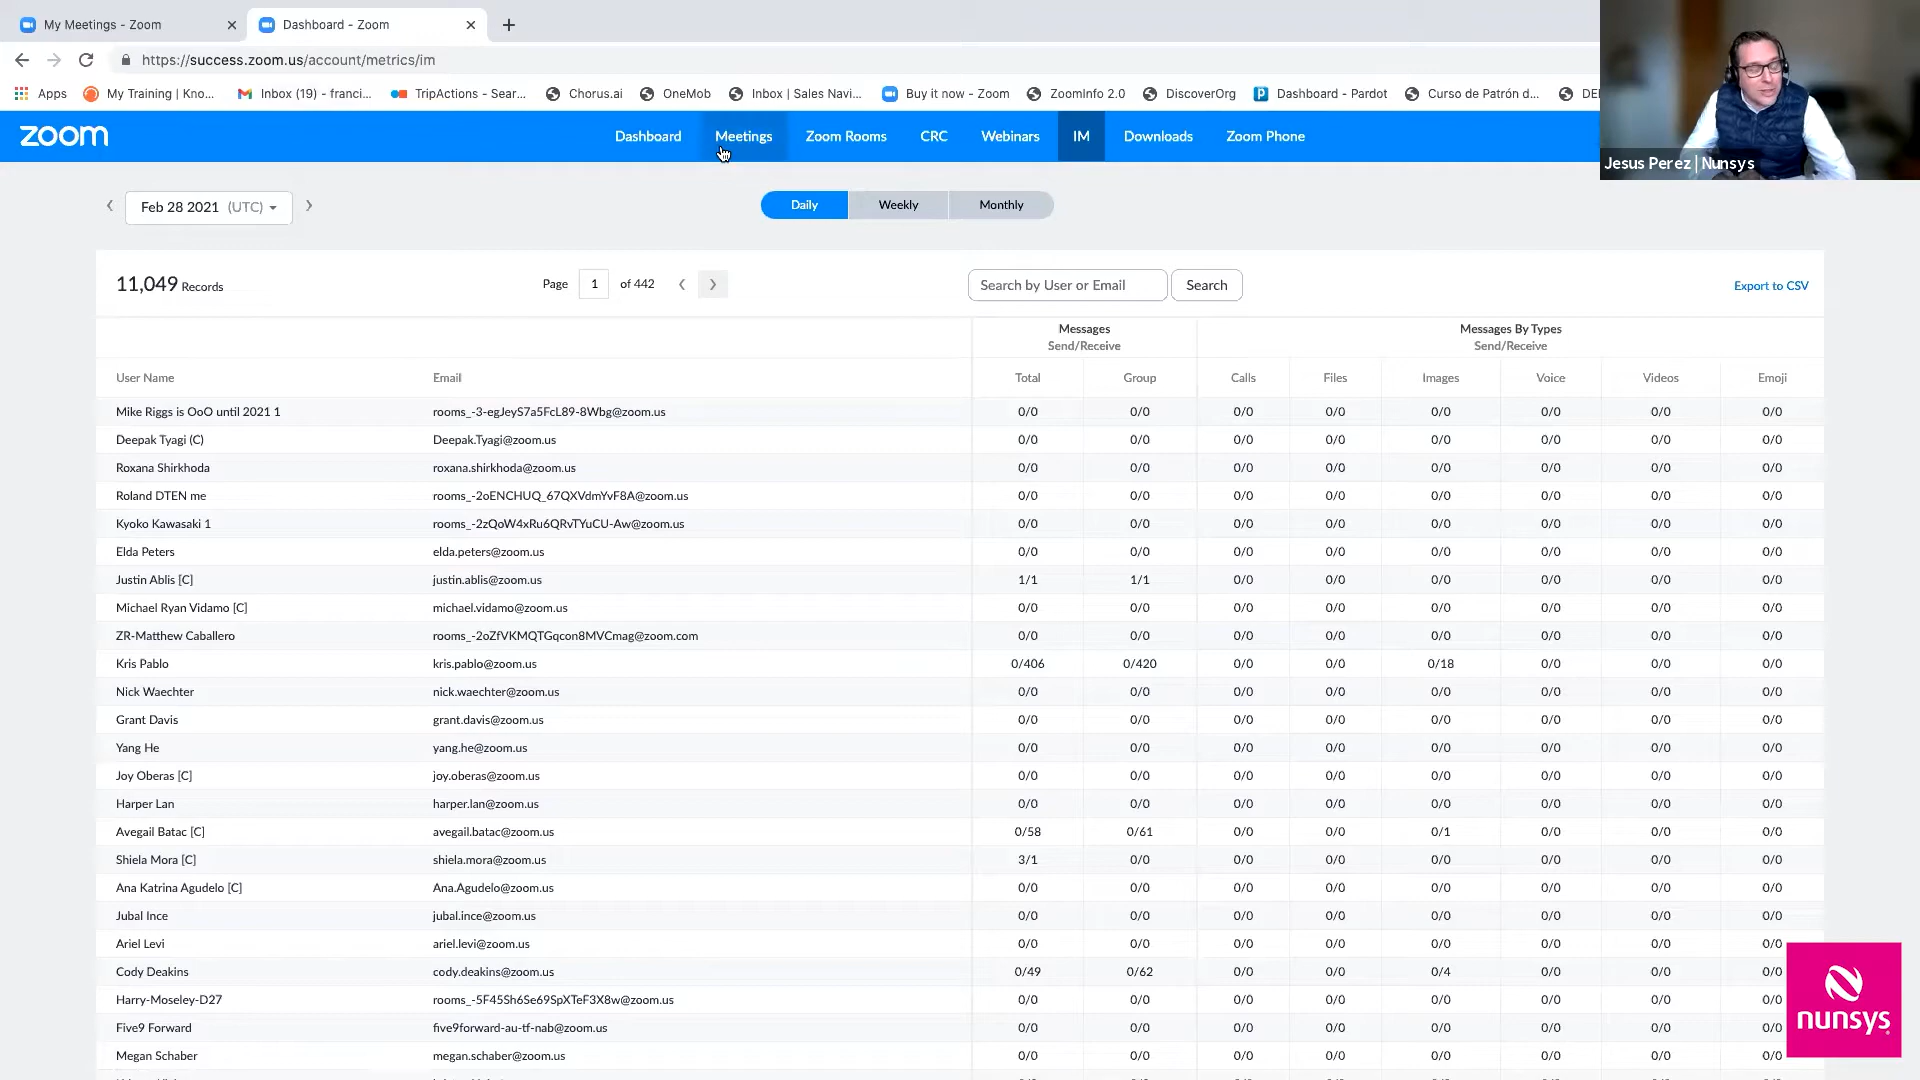 My Meetings - Zoom
Dashboard - Zoom
https://success.zoom.us/account/metrics/im
Apps My Training | Kno... Inbox (19) - franci... TripActions - Sear... Chorus.ai OneMob Inbox | Sales Navi... Buy it now - Zoom ZoomInfo 2.0 DiscoverOrg Dashboard - Pardot Curso de Patrón d...
zoom Dashboard Meetings Zoom Rooms CRC Webinars IM Downloads Zoom Phone
Jesus Perez | Nunsys
Feb 28 2021 (UTC) Daily Weekly Monthly
11,049 Records Page 1 of 442 Search by User or Email Search Export to CSV
Messages Messages By Types
Send/Receive Send/Receive
User Name Email Total Group Calls Files Images Voice Videos Emoji
Mike Riggs is OoO until 2021 1 rooms_-3-egJeyS7a5FcL89-8Wbg@zoom.us 0/0 0/0 0/0 0/0 0/0 0/0 0/0 0/0
Deepak Tyagi (C) Deepak.Tyagi@zoom.us 0/0 0/0 0/0 0/0 0/0 0/0 0/0 0/0
Roxana Shirkhoda roxana.shirkhoda@zoom.us 0/0 0/0 0/0 0/0 0/0 0/0 0/0 0/0
Roland DTEN me rooms_-2oENCHUQ_67QXVdmYvF8A@zoom.us 0/0 0/0 0/0 0/0 0/0 0/0 0/0 0/0
Kyoko Kawasaki 1 rooms_-2zQoW4xRu6QRvTYuCU-Aw@zoom.us 0/0 0/0 0/0 0/0 0/0 0/0 0/0 0/0
Elda Peters elda.peters@zoom.us 0/0 0/0 0/0 0/0 0/0 0/0 0/0 0/0
Justin Ablis [C] justin.ablis@zoom.us 1/1 1/1 0/0 0/0 0/0 0/0 0/0 0/0
Michael Ryan Vidamo [C] michael.vidamo@zoom.us 0/0 0/0 0/0 0/0 0/0 0/0 0/0 0/0
ZR-Matthew Caballero rooms_-2oZfVKMQTGqcon8MVCmag@zoom.com 0/0 0/0 0/0 0/0 0/0 0/0 0/0 0/0
Kris Pablo kris.pablo@zoom.us 0/406 0/420 0/0 0/0 0/18 0/0 0/0 0/0
Nick Waechter nick.waechter@zoom.us 0/0 0/0 0/0 0/0 0/0 0/0 0/0 0/0
Grant Davis grant.davis@zoom.us 0/0 0/0 0/0 0/0 0/0 0/0 0/0 0/0
Yang He yang.he@zoom.us 0/0 0/0 0/0 0/0 0/0 0/0 0/0 0/0
Joy Oberas [C] joy.oberas@zoom.us 0/0 0/0 0/0 0/0 0/0 0/0 0/0 0/0
Harper Lan harper.lan@zoom.us 0/0 0/0 0/0 0/0 0/0 0/0 0/0 0/0
Avegail Batac [C] avegail.batac@zoom.us 0/58 0/61 0/0 0/0 0/1 0/0 0/0 0/0
Shiela Mora [C] shiela.mora@zoom.us 3/1 0/0 0/0 0/0 0/0 0/0 0/0 0/0
Ana Katrina Agudelo [C] Ana.Agudelo@zoom.us 0/0 0/0 0/0 0/0 0/0 0/0 0/0 0/0
Jubal Ince jubal.ince@zoom.us 0/0 0/0 0/0 0/0 0/0 0/0 0/0 0/0
Ariel Levi ariel.levi@zoom.us 0/0 0/0 0/0 0/0 0/0 0/0 0/0 0/0
Cody Deakins cody.deakins@zoom.us 0/49 0/62 0/0 0/0 0/4 0/0 0/0 0/0
Harry-Moseley-D27 rooms_-5F45Sh6Se69SpXTeF3X8w@zoom.us 0/0 0/0 0/0 0/0 0/0 0/0 0/0 0/0
Five9 Forward five9forward-au-tf-nab@zoom.us 0/0 0/0 0/0 0/0 0/0 0/0 0/0 0/0
Megan Schaber megan.schaber@zoom.us 0/0 0/0 0/0 0/0 0/0 0/0 0/0 0/0
nunsys